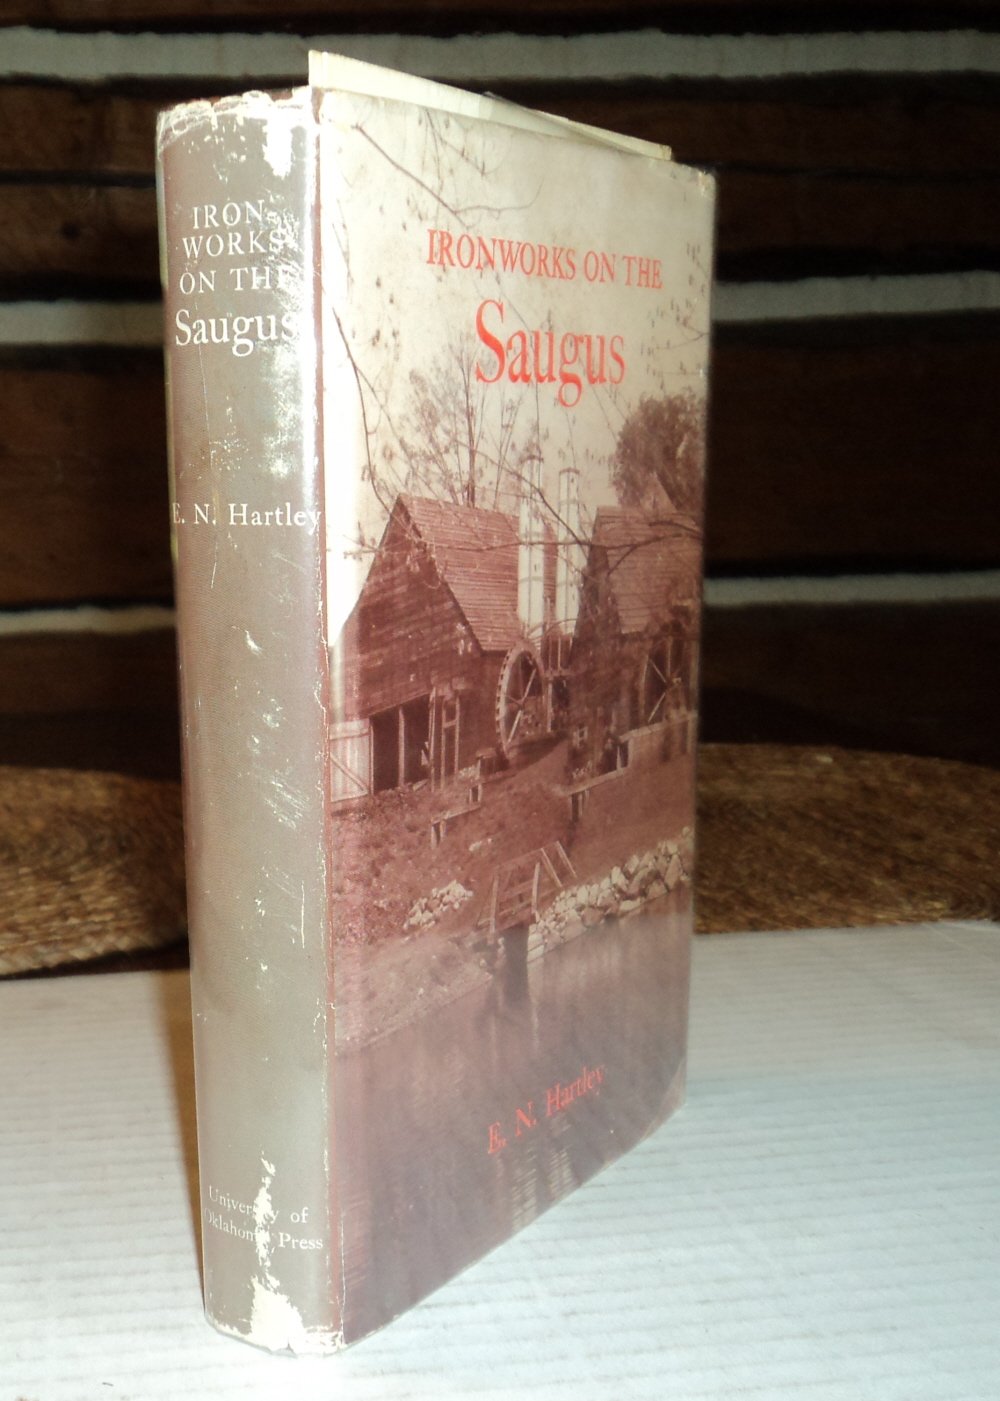 IRON-
WORKS
ON THE
Saugus
E. N. Hartley
University of
Oklahoma Press
IRONWORKS ON THE
Saugus
E. N. Hartley